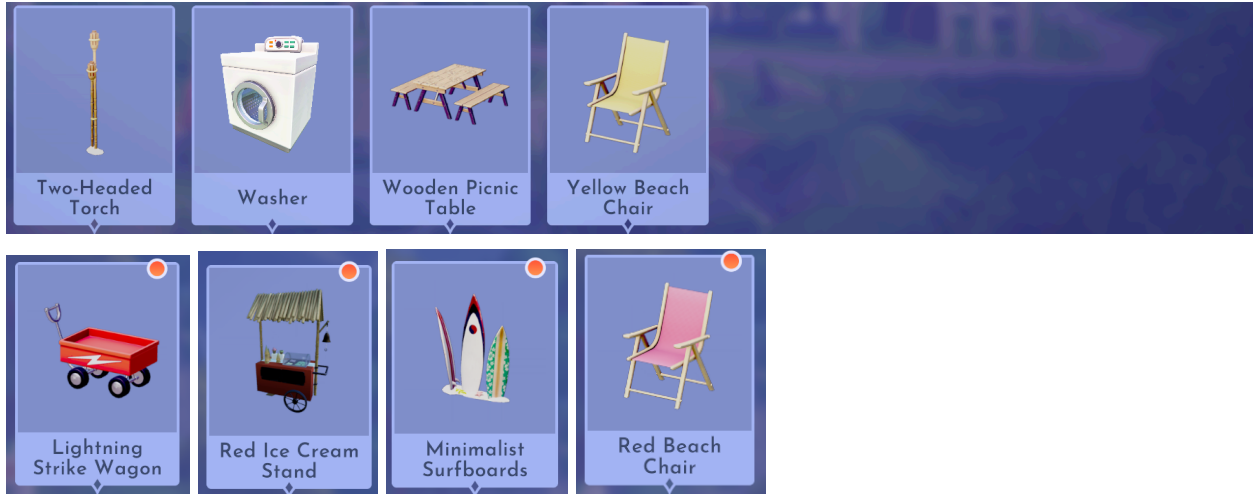 Two-Headed
Torch
Washer
Wooden Picnic
Table
Yellow Beach
Chair
Lightning
Strike Wagon
Red Ice Cream
Stand
Minimalist
Surfboards
Red Beach
Chair